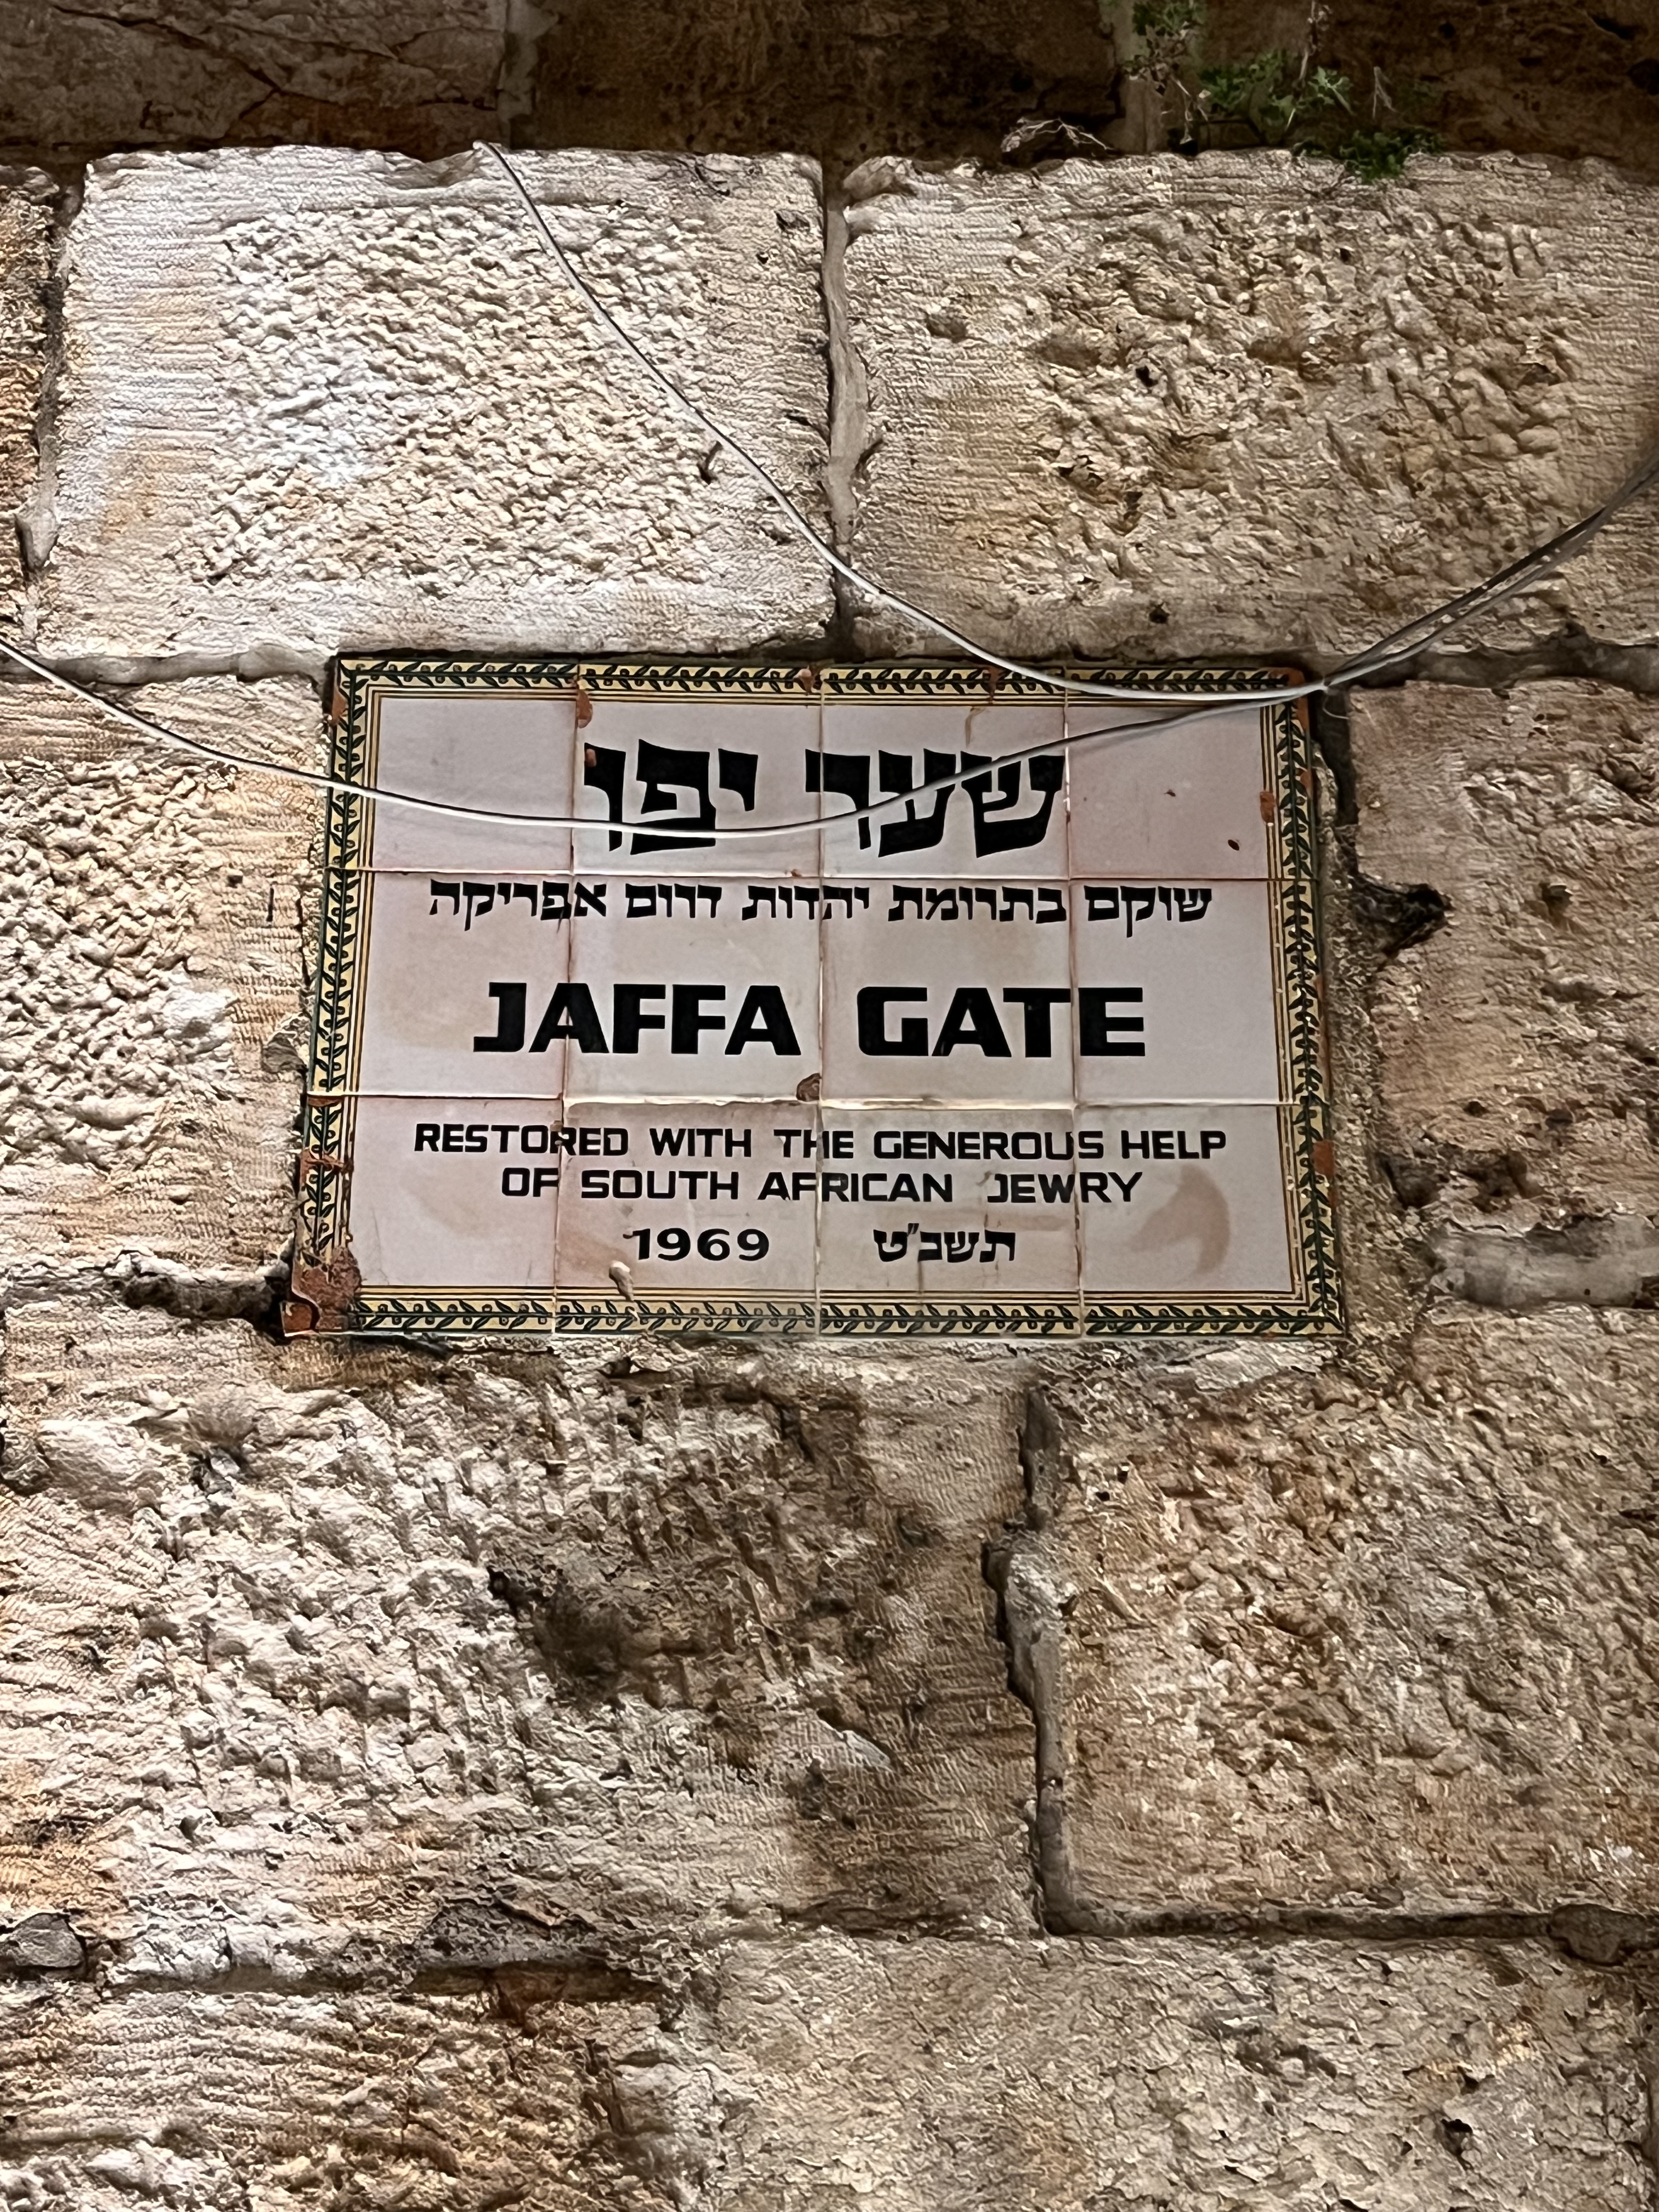 שער יפו
שוקם בתרומת יהדות דרום אפריקה
JAFFA GATE
RESTORED WITH THE GENEROUS HELP
OF SOUTH AFRICAN JEWRY
1969 תשכ"ט